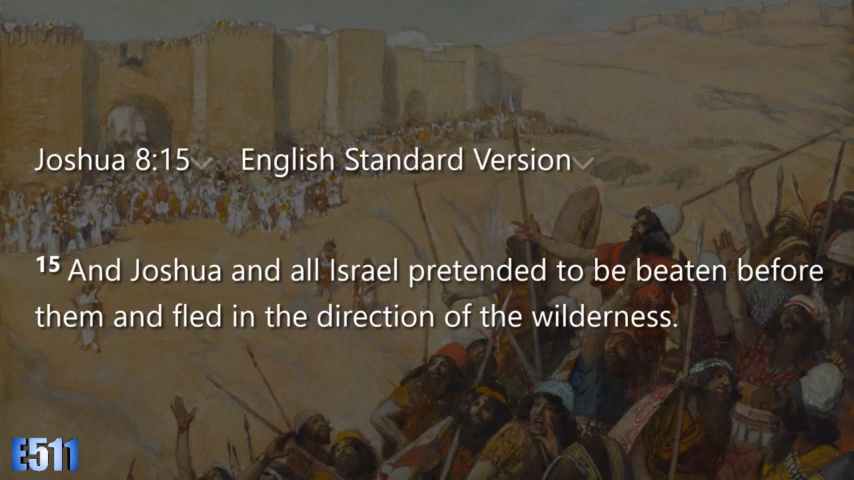 Joshua 8:15 English Standard Version
15 And Joshua and all Israel pretended to be beaten before
them and fled in the direction of the wilderness.
E511